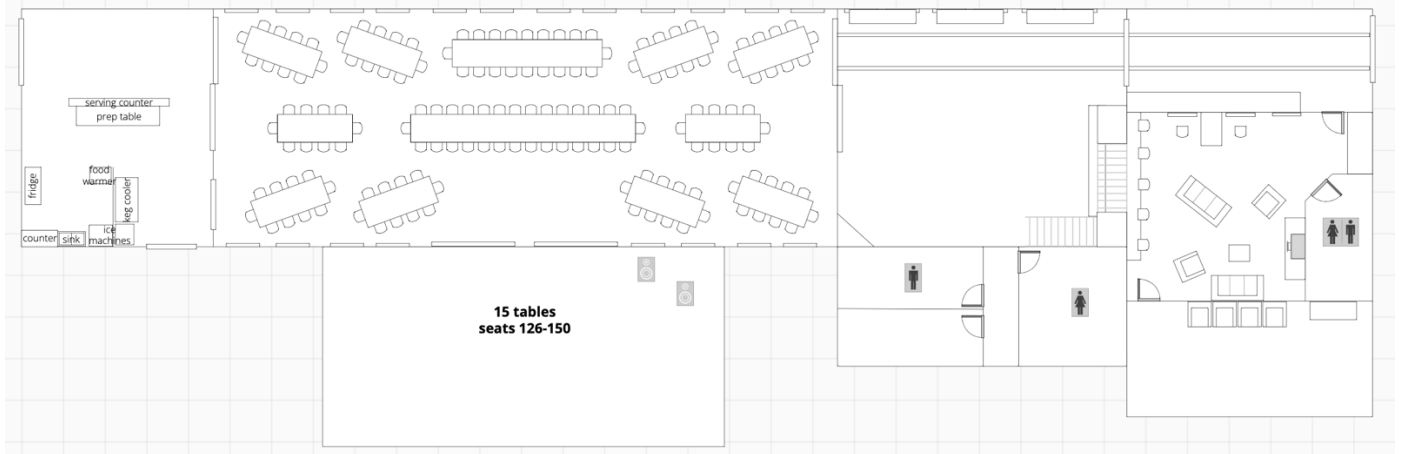 serving counter
prep table
food
warmer
fridge
keg cooler
counter
sink
ice
machines
15 tables
seats 126-150